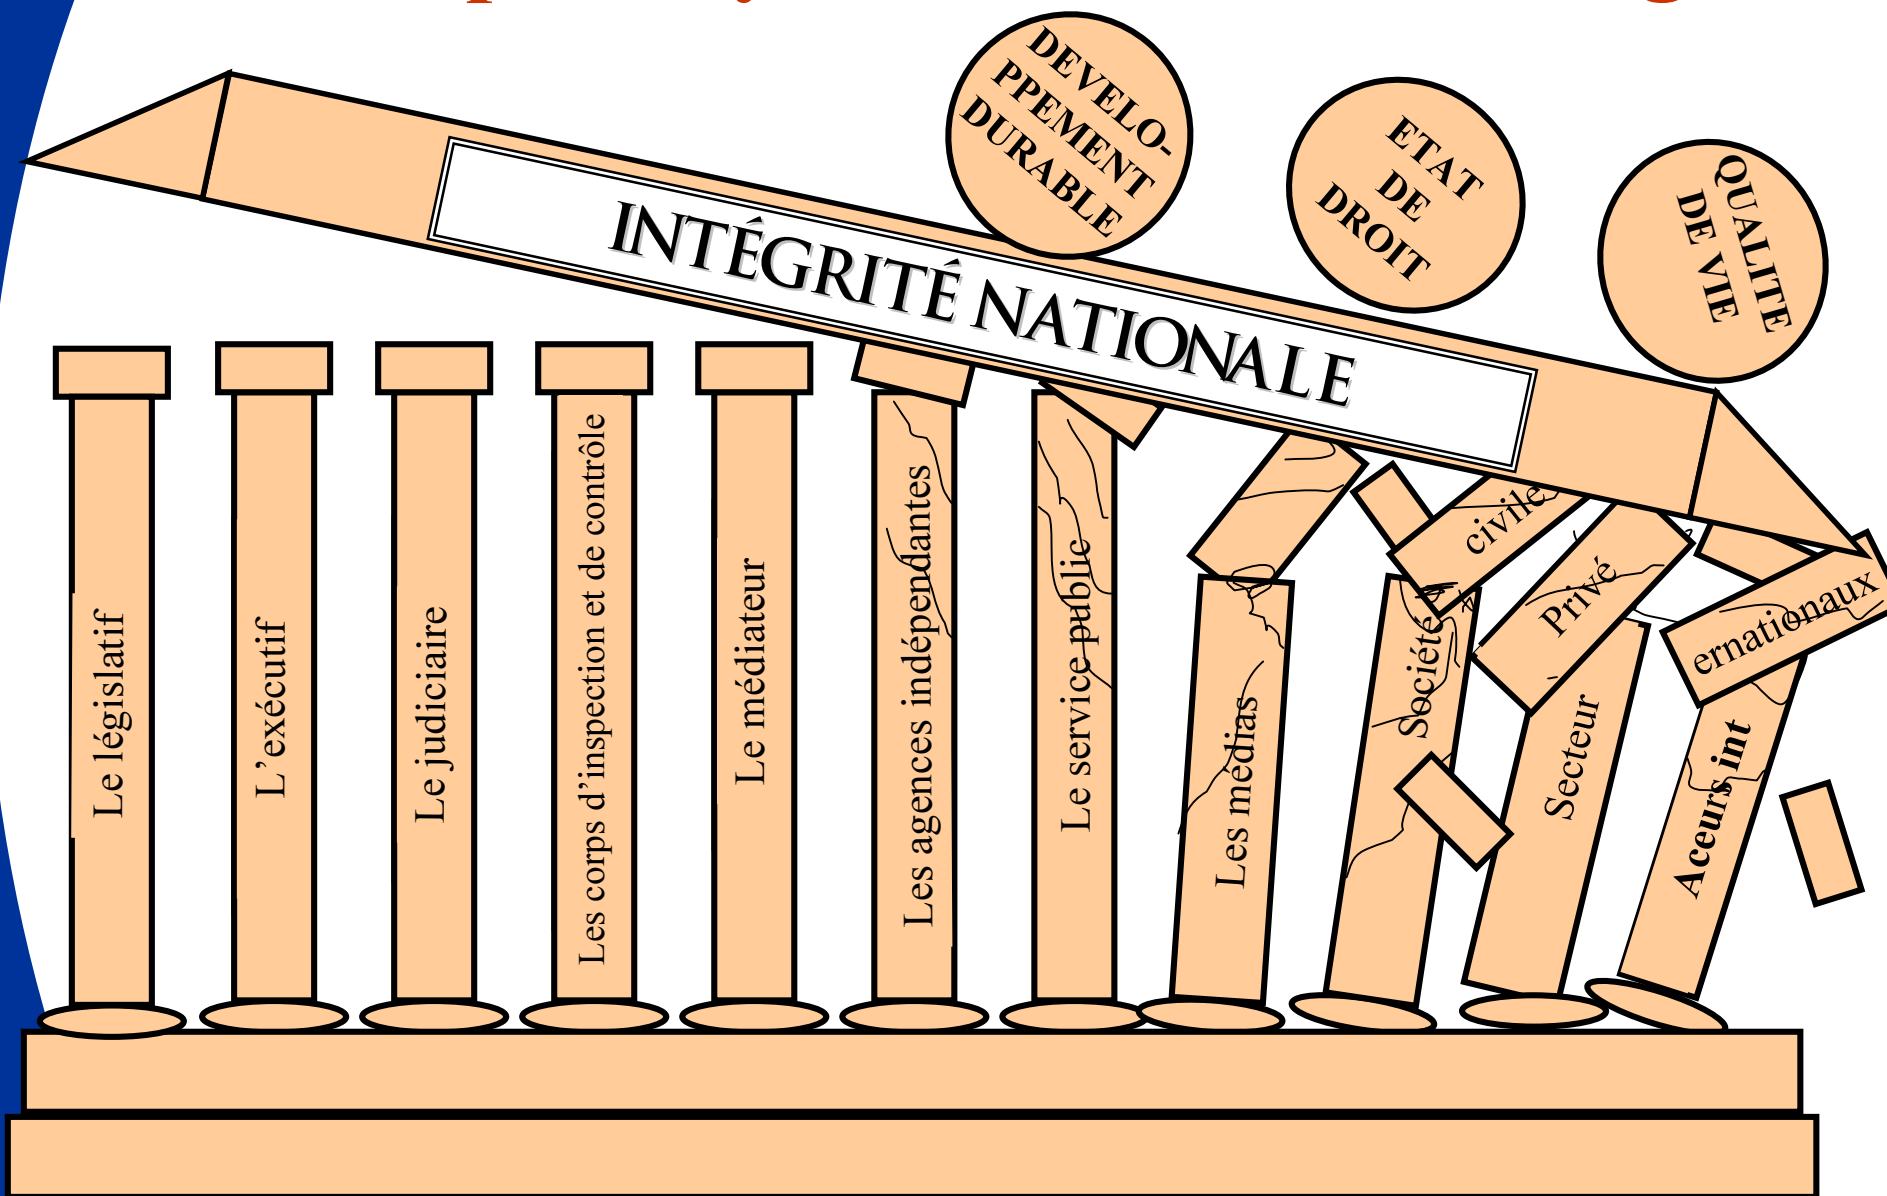 DEVELO-
PPEMENT
DURABLE
ETAT
DE
DROIT
QUALITE
DE VIE
INTÉGRITÉ NATIONALE
Le législatif
L’exécutif
Le judiciaire
Les corps d’inspection et de contrôle
Le médiateur
Les agences indépendantes
Le service public
Les médias
Société
civile
Secteur
Privé
Aceurs int
ernationaux